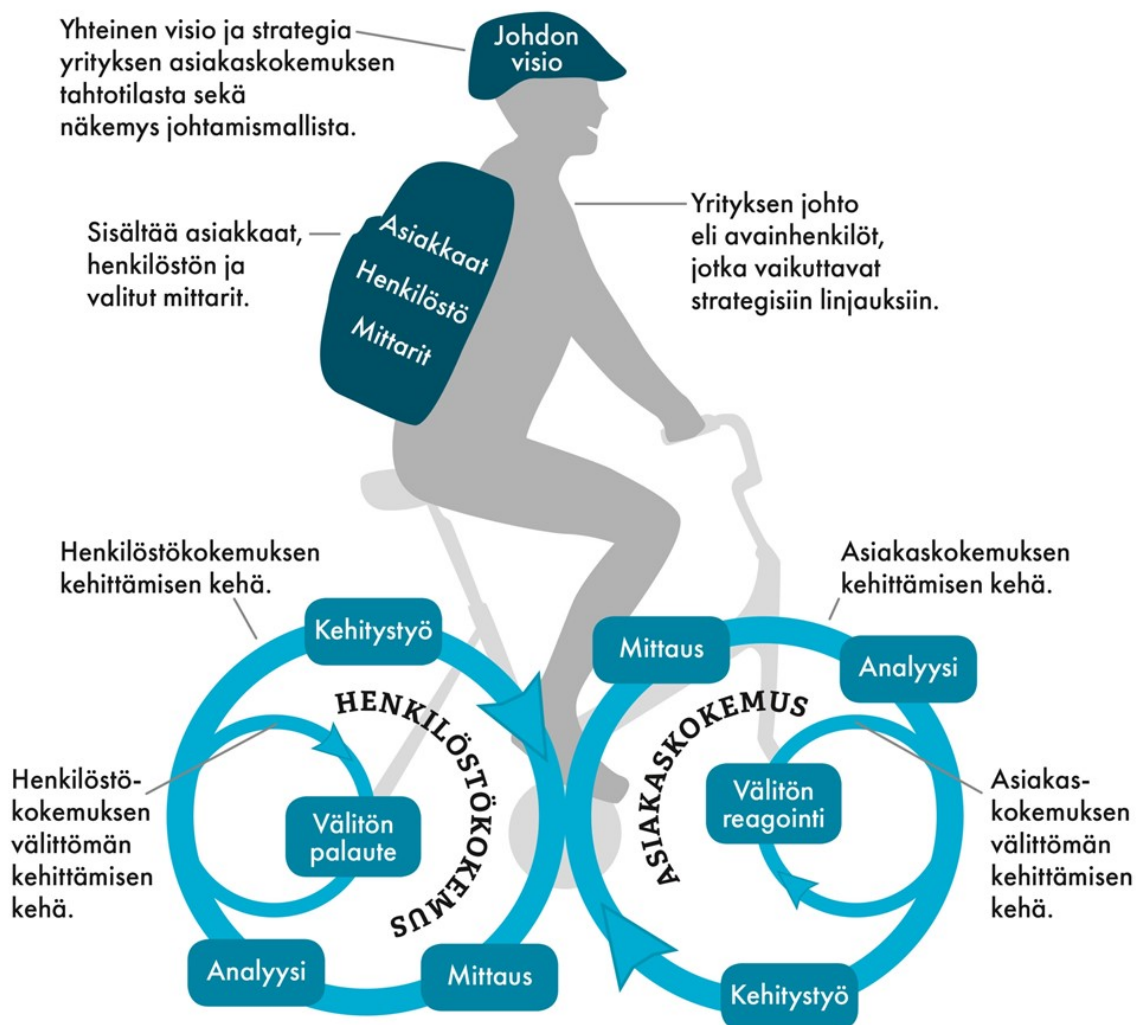 Yhteinen visio ja strategia
yrityksen asiakaskokemuksen
tahtotilasta sekä
näkemys johtamismallista.
Johdon
visio
Sisältää asiakkaat,
henkilöstön ja
valitut mittarit.
Asiakkaat
Henkilöstö
Mittarit
Yrityksen johto
eli avainhenkilöt,
jotka vaikuttavat
strategisiin linjauksiin.
Henkilöstökokemuksen
kehittämisen kehä.
Asiakaskokemuksen
kehittämisen kehä.
Kehitystyö
HENKILÖSTÖKOKEMUS
Henkilöstö-
kokemuksen
välittömän
kehittämisen
kehä.
Välitön
palaute
Analyysi
Mittaus
Mittaus
Analyysi
ASIAKASKOKEMUS
Välitön
reagointi
Asiakas-
kokemuksen
välittömän
kehittämisen
kehä.
Kehitystyö